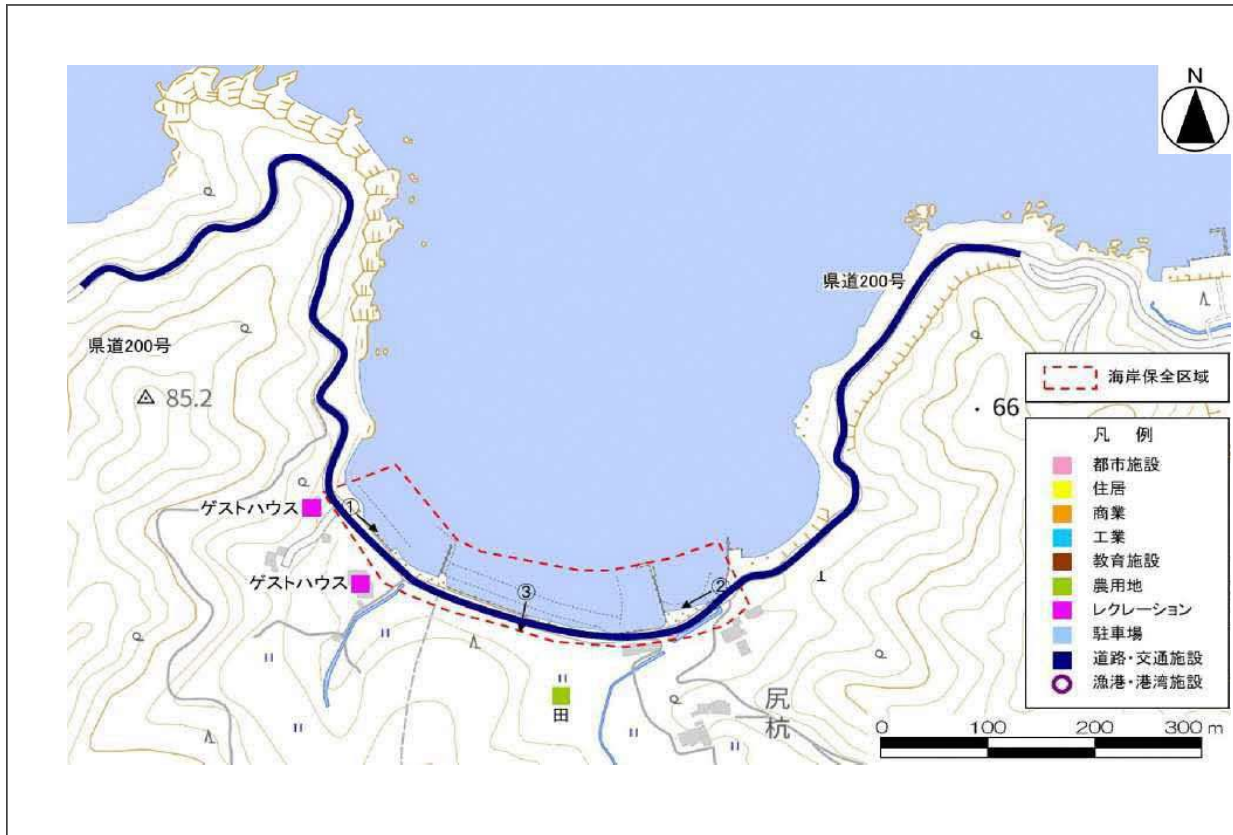 N
県道200号
県道200号
85.2
66
海岸保全区域
凡 例
都市施設
住居
商業
工業
教育施設
農用地
レクレーション
駐車場
道路・交通施設
漁港・港湾施設
ゲストハウス
①
ゲストハウス
③
②
田
尻杭
0 100 200 300 m